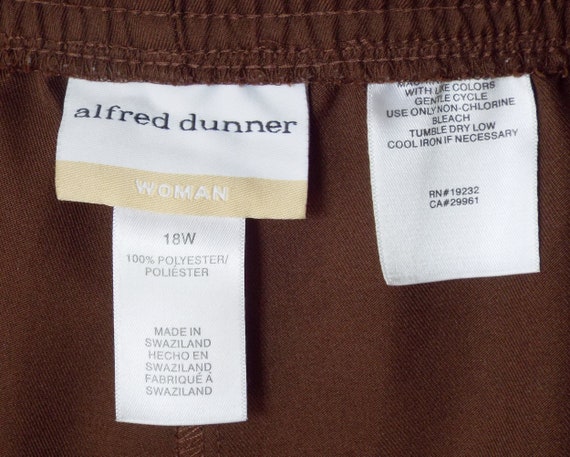 alfred dunner
WOMAN
18W
100% POLYESTER/
POLIÉSTER
MADE IN
SWAZILAND
HECHO EN
SWAZILAND
FABRIQUÉ À
SWAZILAND
WITH LIKE COLORS
GENTLE CYCLE
USE ONLY NON-CHLORINE
BLEACH
TUMBLE DRY LOW
COOL IRON IF NECESSARY
RN#19232
CA#29961